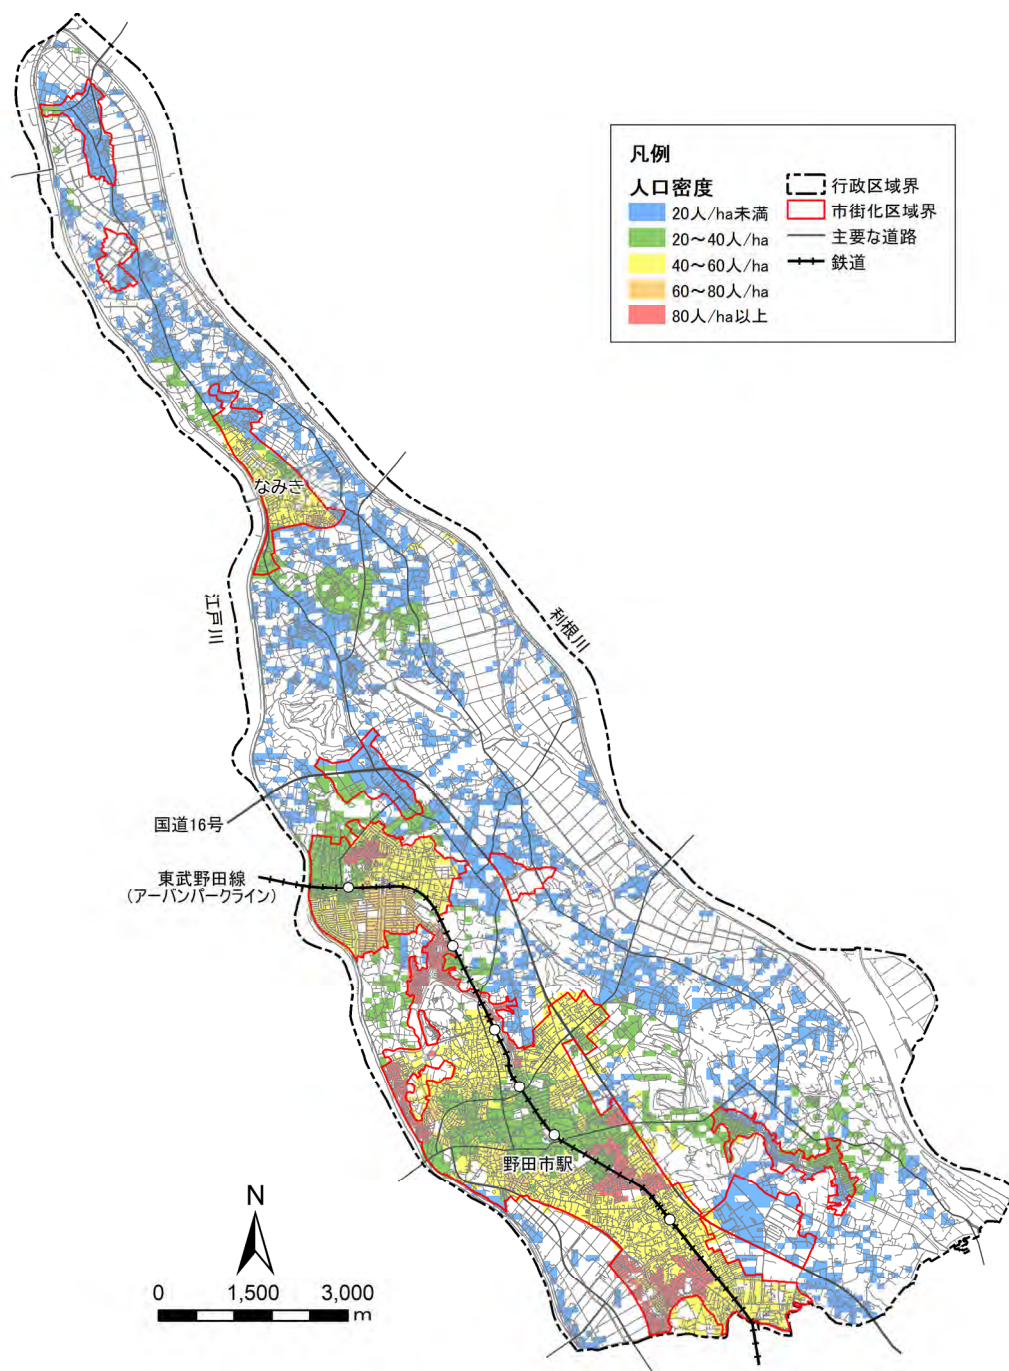 凡例
人口密度
20人/ha未満
20～40人/ha
40～60人/ha
60～80人/ha
80人/ha以上
行政区域界
市街化区域界
主要な道路
鉄道
なみき
江戸川
利根川
国道16号
東武野田線
（アーバンパークライン）
野田市駅
N
0 1,500 3,000
m